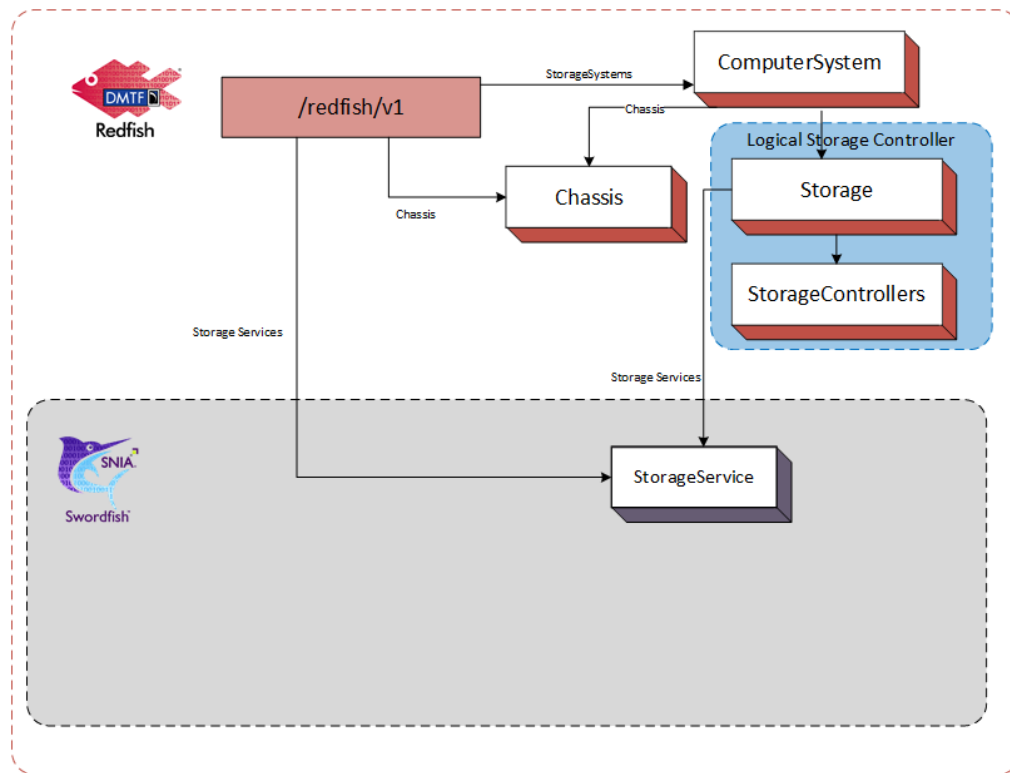 DMTF
Redfish
/redfish/v1
StorageSystems
ComputerSystem
Chassis
Logical Storage Controller
Chassis
Chassis
Storage
StorageControllers
Storage Services
Storage Services
SNIA
Swordfish
StorageService